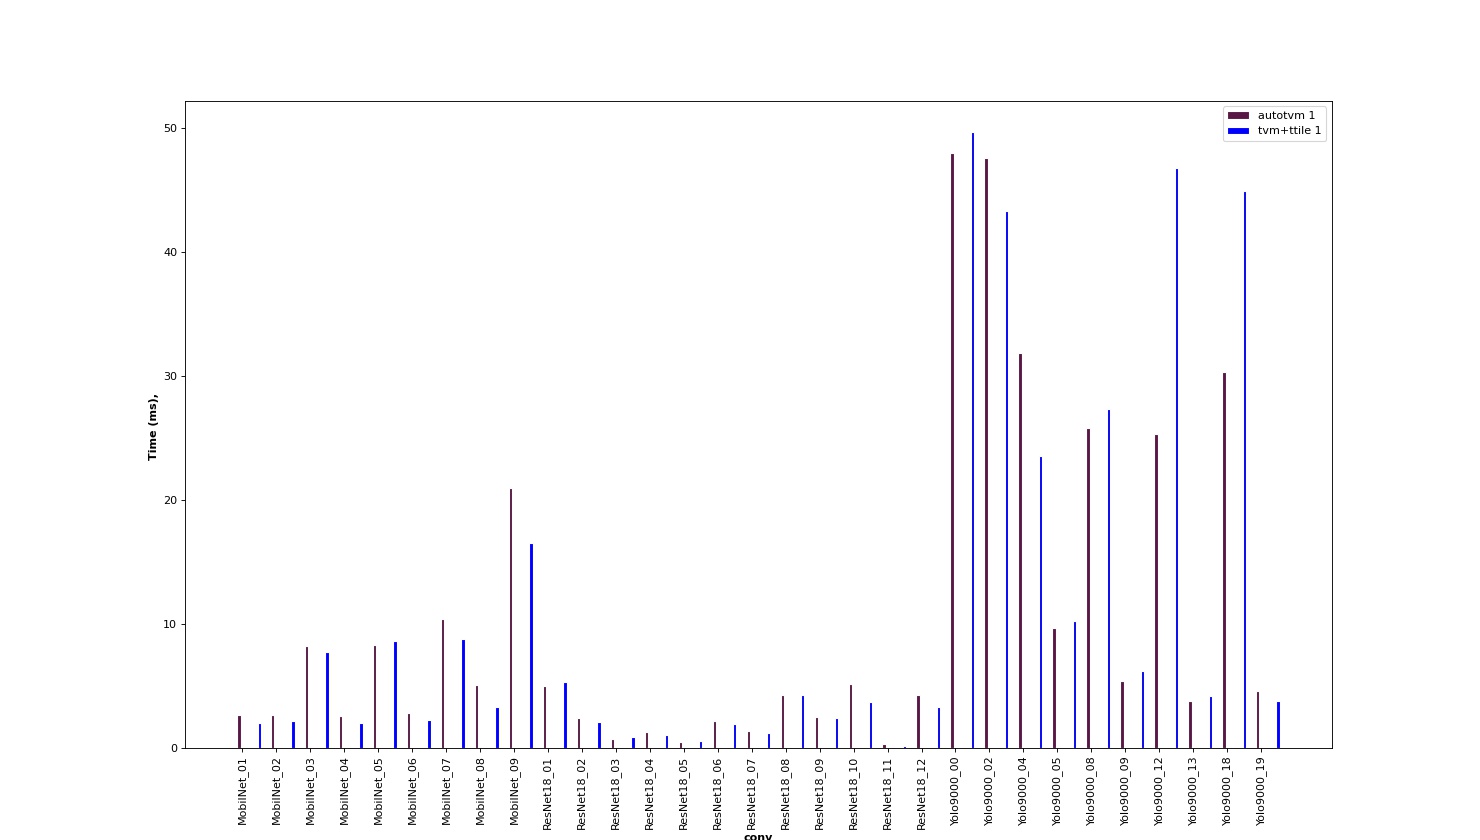 autotvm 1
tvm+ttile 1
50
40
30
20
10
0
Time (ms),
MobilNet_01
MobilNet_02
MobilNet_03
MobilNet_04
MobilNet_05
MobilNet_06
MobilNet_07
MobilNet_08
MobilNet_09
ResNet18_01
ResNet18_02
ResNet18_03
ResNet18_04
ResNet18_05
ResNet18_06
ResNet18_07
ResNet18_08
ResNet18_09
ResNet18_10
ResNet18_11
ResNet18_12
Yolo9000_00
Yolo9000_02
Yolo9000_04
Yolo9000_05
Yolo9000_08
Yolo9000_09
Yolo9000_12
Yolo9000_13
Yolo9000_18
Yolo9000_19
conv